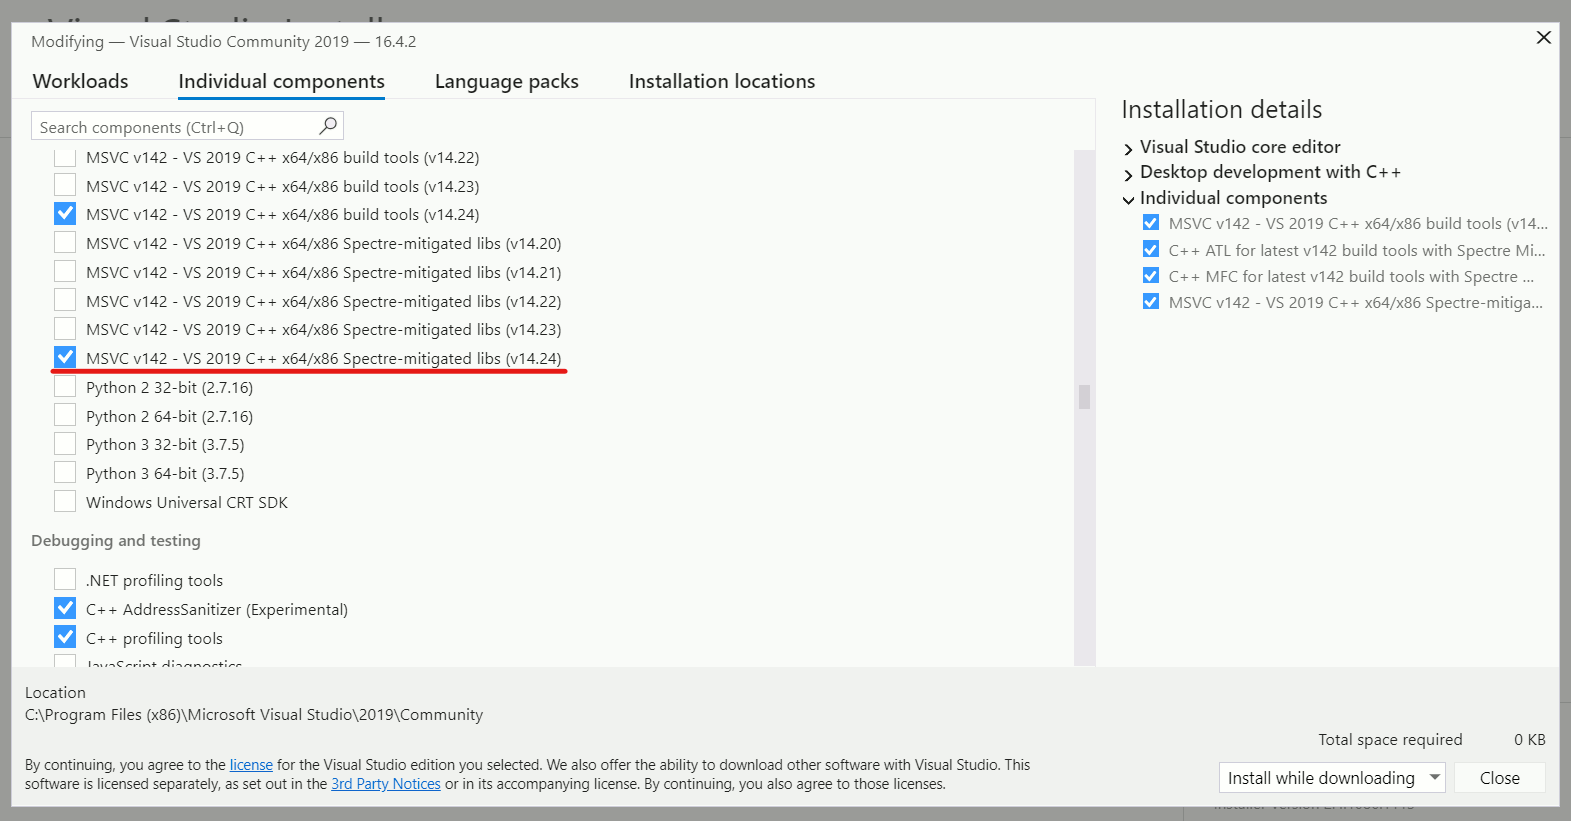 Modifying — Visual Studio Community 2019 — 16.4.2
Workloads
Individual components
Language packs
Installation locations
Search components (Ctrl+Q)
MSVC v142 - VS 2019 C++ x64/x86 build tools (v14.22)
MSVC v142 - VS 2019 C++ x64/x86 build tools (v14.23)
MSVC v142 - VS 2019 C++ x64/x86 build tools (v14.24)
MSVC v142 - VS 2019 C++ x64/x86 Spectre-mitigated libs (v14.20)
MSVC v142 - VS 2019 C++ x64/x86 Spectre-mitigated libs (v14.21)
MSVC v142 - VS 2019 C++ x64/x86 Spectre-mitigated libs (v14.22)
MSVC v142 - VS 2019 C++ x64/x86 Spectre-mitigated libs (v14.23)
MSVC v142 - VS 2019 C++ x64/x86 Spectre-mitigated libs (v14.24)
Python 2 32-bit (2.7.16)
Python 2 64-bit (2.7.16)
Python 3 32-bit (3.7.5)
Python 3 64-bit (3.7.5)
Windows Universal CRT SDK
Debugging and testing
.NET profiling tools
C++ AddressSanitizer (Experimental)
C++ profiling tools
JavaScript diagnostics
Installation details
Visual Studio core editor
Desktop development with C++
Individual components
MSVC v142 - VS 2019 C++ x64/x86 build tools (v14...
C++ ATL for latest v142 build tools with Spectre Mi...
C++ MFC for latest v142 build tools with Spectre ...
MSVC v142 - VS 2019 C++ x64/x86 Spectre-mitiga...
Location
C:\Program Files (x86)\Microsoft Visual Studio\2019\Community
Total space required 0 KB
By continuing, you agree to the license for the Visual Studio edition you selected. We also offer the ability to download other software with Visual Studio. This
software is licensed separately, as set out in the 3rd Party Notices or in its accompanying license. By continuing, you also agree to those licenses.
Install while downloading
Close